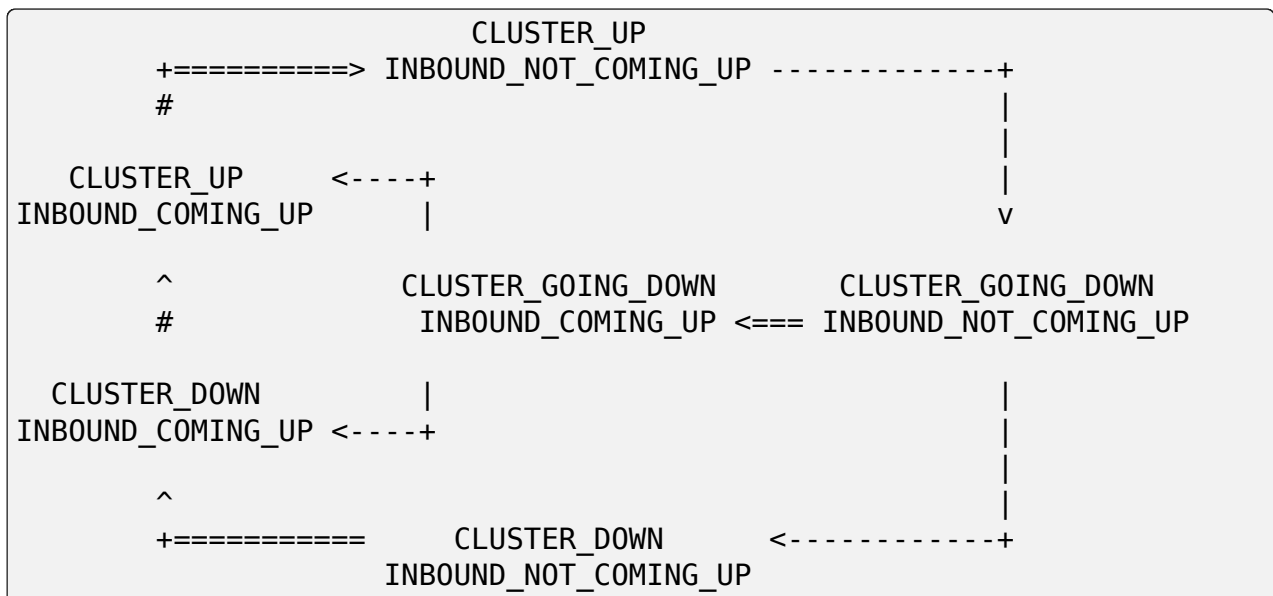 CLUSTER_UP
+==========> INBOUND_NOT_COMING_UP -------------+
# |
|
CLUSTER_UP <----+ |
INBOUND_COMING_UP | v
^ CLUSTER_GOING_DOWN CLUSTER_GOING_DOWN
# INBOUND_COMING_UP <=== INBOUND_NOT_COMING_UP
CLUSTER_DOWN | |
INBOUND_COMING_UP <----+ |
|
^ |
+=========== CLUSTER_DOWN <------------+
INBOUND_NOT_COMING_UP